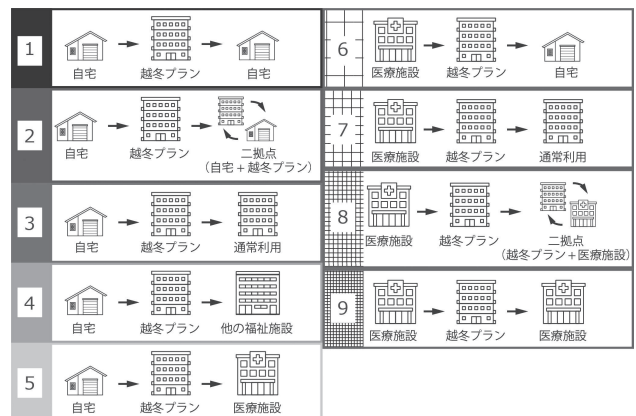 1
自宅 越冬プラン 自宅
2
自宅 越冬プラン 二拠点
（自宅＋越冬プラン）
3
自宅 越冬プラン 通常利用
4
自宅 越冬プラン 他の福祉施設
5
自宅 越冬プラン 医療施設
6
医療施設 越冬プラン 自宅
7
医療施設 越冬プラン 通常利用
8
医療施設 越冬プラン 二拠点
（越冬プラン＋医療施設）
9
医療施設 越冬プラン 医療施設